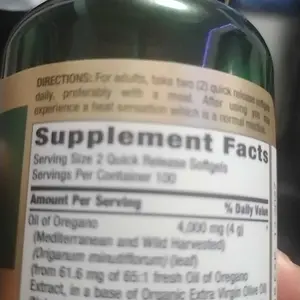 DIRECTIONS: For adults, take two (2) quick release softgels
daily, preferably with a meal. After using you may
experience a heat sensation which is a normal reaction.
Supplement Facts
Serving Size 2 Quick Release Softgels
Servings Per Container 100
Amount Per Serving % Daily Value
Oil of Oregano 4,000 mg (4 g)
(Mediterranean and Wild Harvested)
(Origanum minutiflorum) (leaf)
(from 61.6 mg of 65:1 fresh Oil of Oregano
Extract, in a base of Organic Extra Virgin Olive Oil